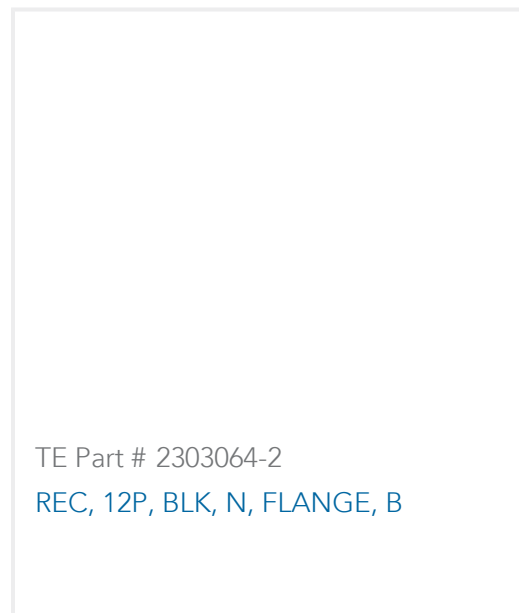 TE Part # 2303064-2
REC, 12P, BLK, N, FLANGE, B